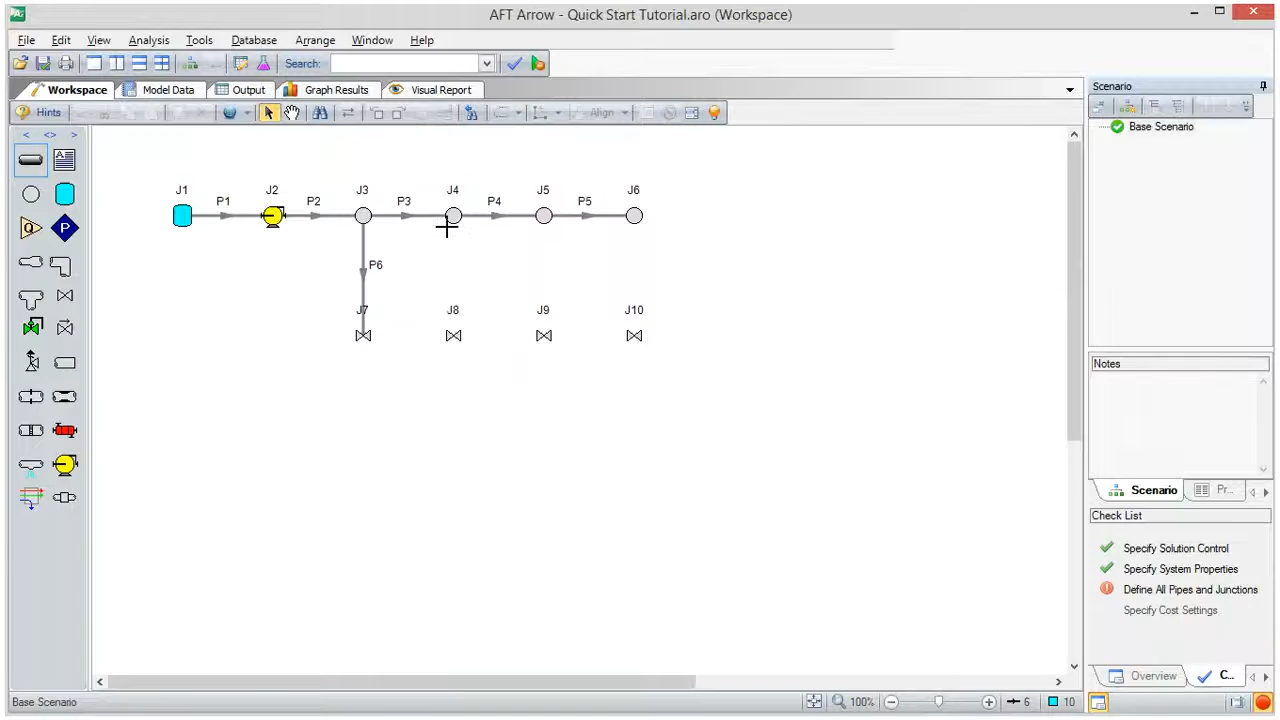 AFT Arrow - Quick Start Tutorial.aro (Workspace)
File Edit View Analysis Tools Database Arrange Window Help
Search:
Workspace Model Data Output Graph Results Visual Report
Hints Align
Scenario
Base Scenario
J1 J2 J3 J4 J5 J6
P1 P2 P3 P4 P5
P6
J7 J8 J9 J10
A
Q P
Notes
Scenario Pr...
Check List
Specify Solution Control
Specify System Properties
Define All Pipes and Junctions
Specify Cost Settings
Overview C...
Base Scenario 100% 6 10